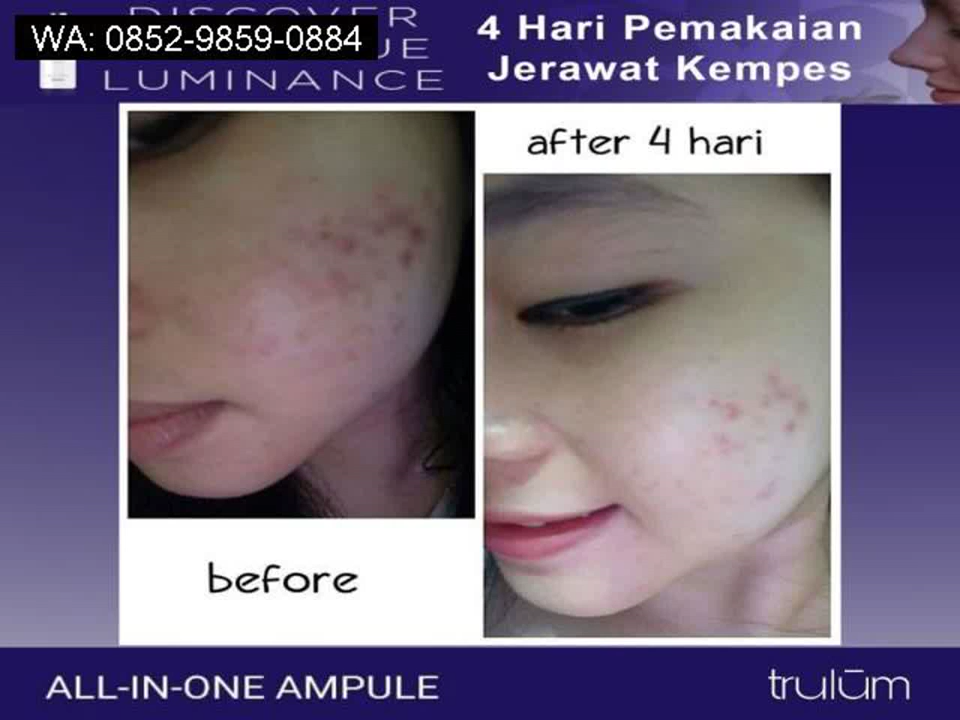 WA: 0852-9859-0884
LUMINANCE
4 Hari Pemakaian
Jerawat Kempes
after 4 hari
before
ALL-IN-ONE AMPULE
trulūm